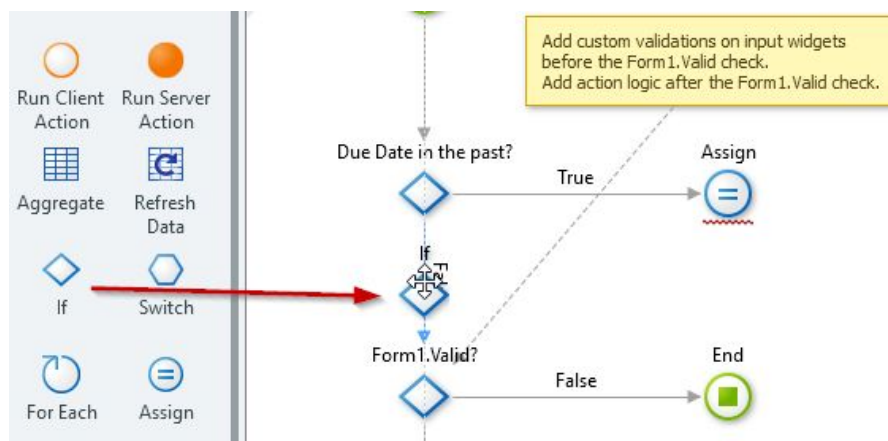 Run Client
Action
Run Server
Action
Aggregate
Refresh
Data
If
Switch
For Each
Assign
Add custom validations on input widgets
before the Form1.Valid check.
Add action logic after the Form1.Valid check.
Due Date in the past?
True
Assign
If
Form1.Valid?
False
End